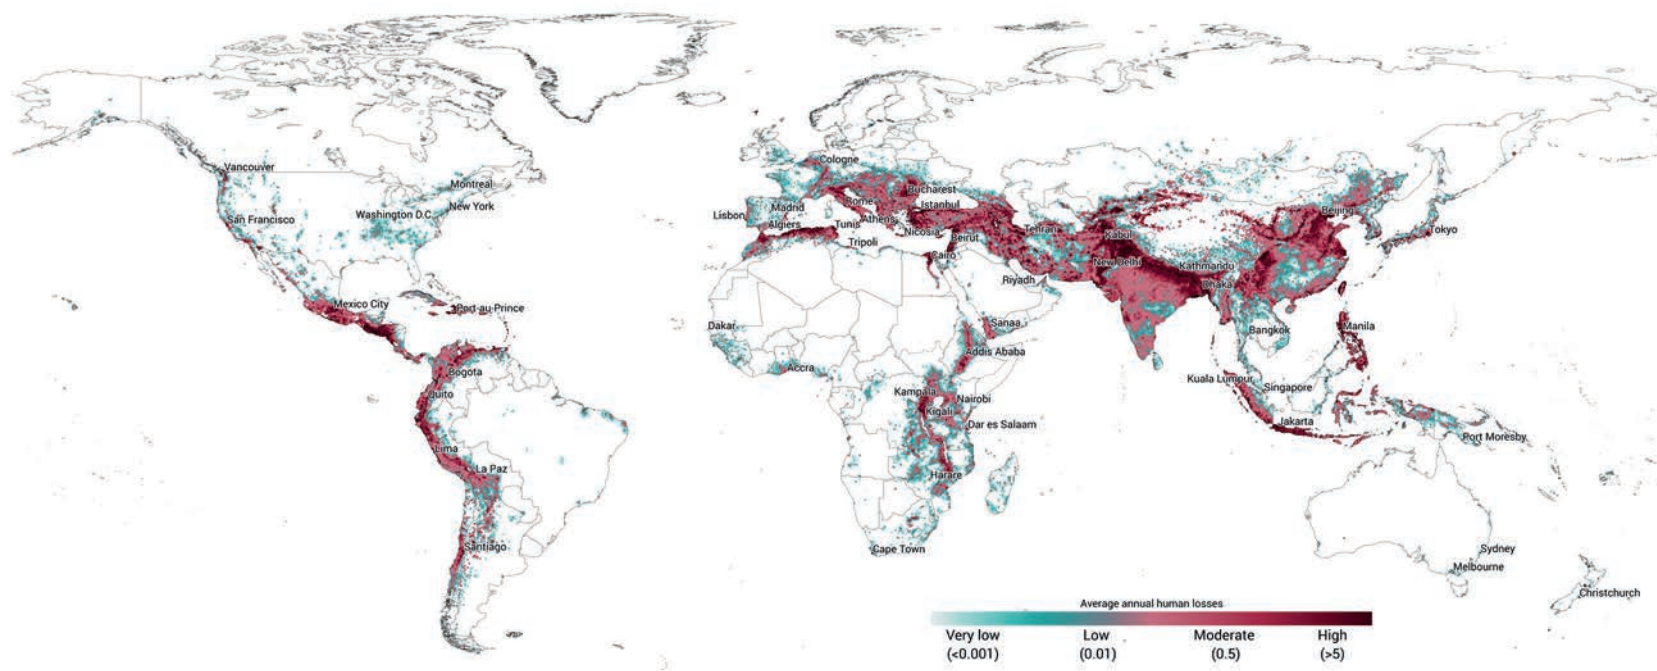 Cologne
Vancouver
Montreal
Bucharest
New York
Rome
Istanbul
San Francisco
Washington D.C.
Lisbon
Madrid
Algiers
Tunis
Athens
Nicosia
Tehran
Kabul
Beijing
Tokyo
Tripoli
Beirut
Cairo
New Delhi
Kathmandu
Riyadh
Dhaka
Mexico City
Port-au-Prince
Dakar
Sanaa
Bangkok
Manila
Addis Ababa
Bogota
Accra
Kuala Lumpur
Singapore
Quito
Kampala
Nairobi
Kigali
Jakarta
Dar es Salaam
Port Moresby
Lima
La Paz
Harare
Santiago
Cape Town
Sydney
Melbourne
Christchurch
Average annual human losses
Very low Low Moderate High
(<0.001) (0.01) (0.5) (>5)